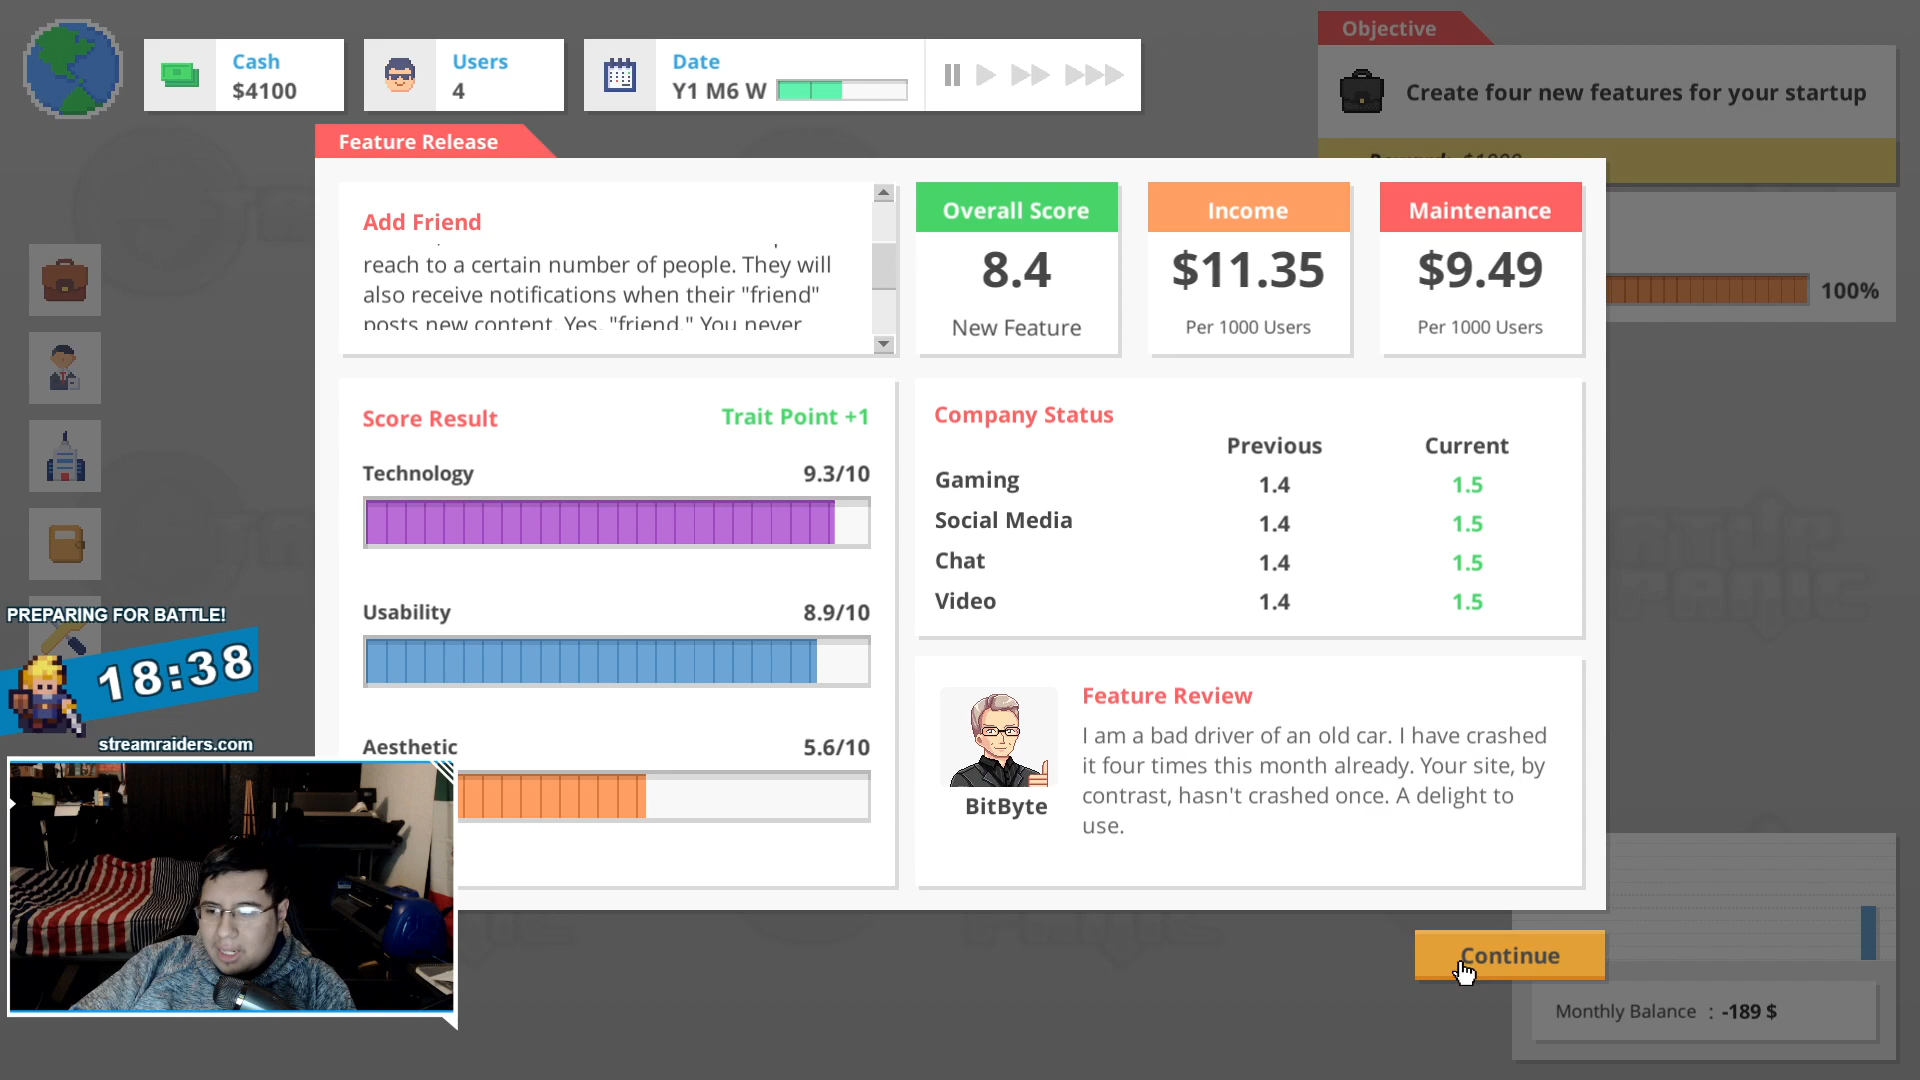 Cash
$4100
Users
4
Date
Y1 M6 W
Objective
Create four new features for your startup
Feature Release
Add Friend
reach to a certain number of people. They will
also receive notifications when their "friend"
posts new content. Yes, "friend." You never
Overall Score
8.4
New Feature
Income
$11.35
Per 1000 Users
Maintenance
$9.49
Per 1000 Users
100%
Score Result
Trait Point +1
Technology
9.3/10
Usability
8.9/10
Aesthetic
5.6/10
Company Status
Previous
Current
Gaming
1.4
1.5
Social Media
1.4
1.5
Chat
1.4
1.5
Video
1.4
1.5
Feature Review
I am a bad driver of an old car. I have crashed
it four times this month already. Your site, by
contrast, hasn't crashed once. A delight to
use.
BitByte
PREPARING FOR BATTLE!
18:38
streamraiders.com
Continue
Monthly Balance : -189 $